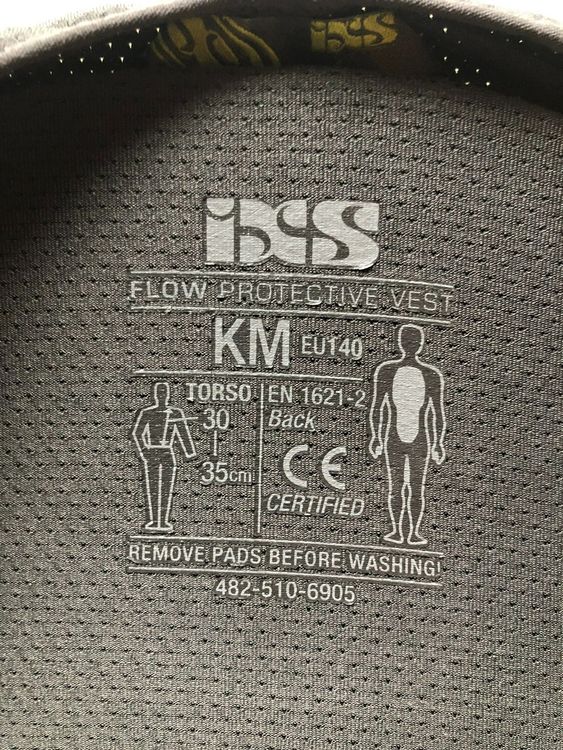 iXS
iXS
FLOW PROTECTIVE VEST
KM EU140
TORSO
30
35cm
EN 1621-2
Back
CE
CERTIFIED
REMOVE PADS BEFORE WASHING!
482-510-6905